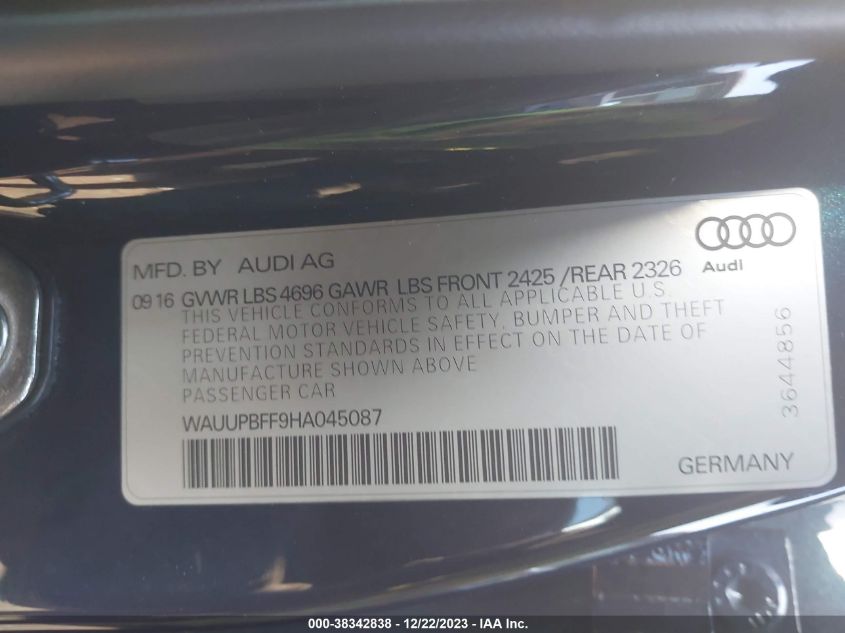 MFD. BY AUDI AG
Audi
09 16 GVWR LBS 4696 GAWR LBS FRONT 2425 /REAR 2326
THIS VEHICLE CONFORMS TO ALL APPLICABLE U.S.
FEDERAL MOTOR VEHICLE SAFETY, BUMPER AND THEFT
PREVENTION STANDARDS IN EFFECT ON THE DATE OF
MANUFACTURE SHOWN ABOVE
PASSENGER CAR
WAUUPBFF9HA045087
3644856
GERMANY
000-38342838 - 12/22/2023 - IAA Inc.